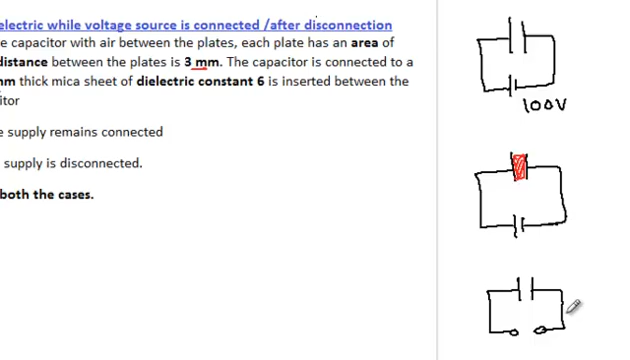 electric while voltage source is connected /after disconnection
e capacitor with air between the plates, each plate has an area of
distance between the plates is 3 mm. The capacitor is connected to a
mm thick mica sheet of dielectric constant 6 is inserted between the
itor
e supply remains connected
supply is disconnected.
both the cases.
100V